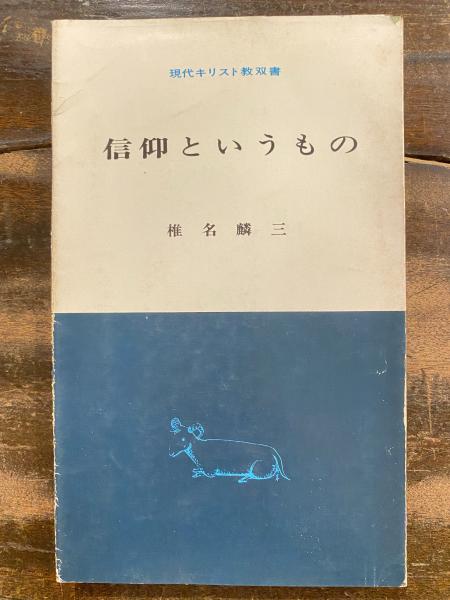 現代キリスト教双書
信仰というもの
椎名麟三